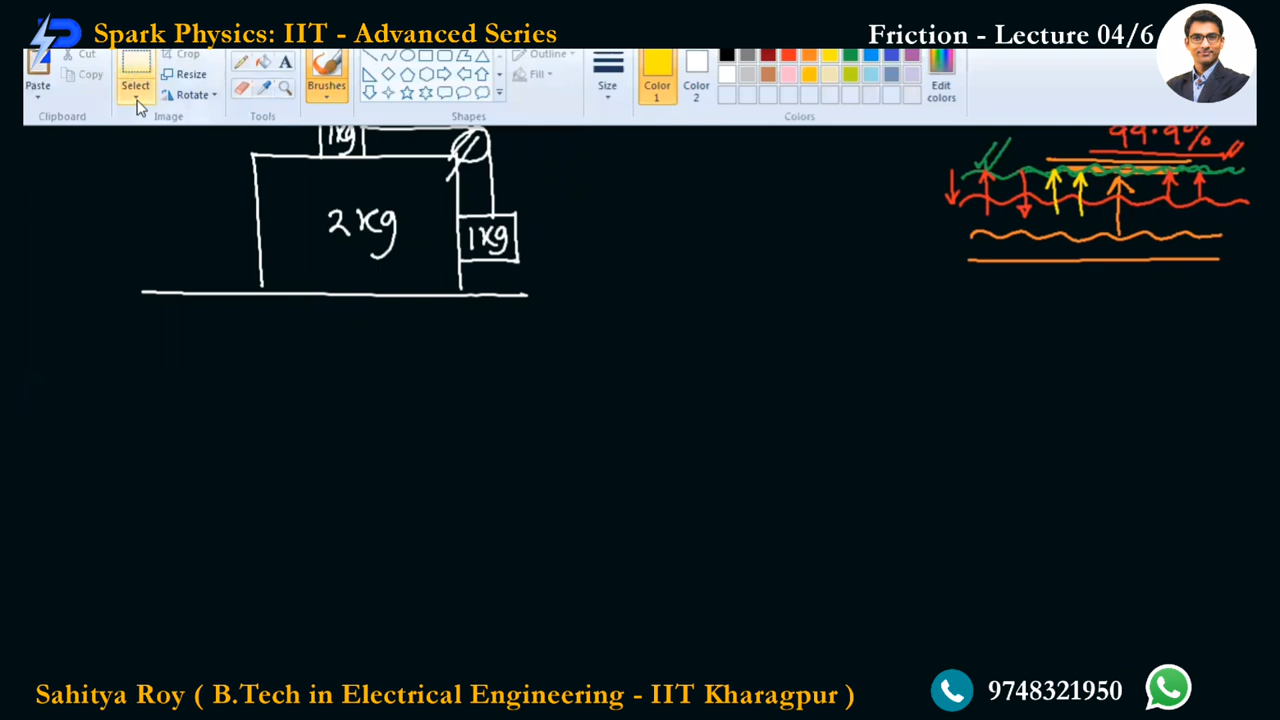 Spark Physics: IIT - Advanced Series
Friction - Lecture 04/6
Paste
Cut
Copy
Clipboard
Select
Crop
Resize
Rotate
Image
A
Tools
Brushes
Outline
Fill
Shapes
Size
Color 1
Color 2
Edit colors
Colors
1kg
2kg
1kg
99.9%
Sahitya Roy ( B.Tech in Electrical Engineering - IIT Kharagpur )
9748321950